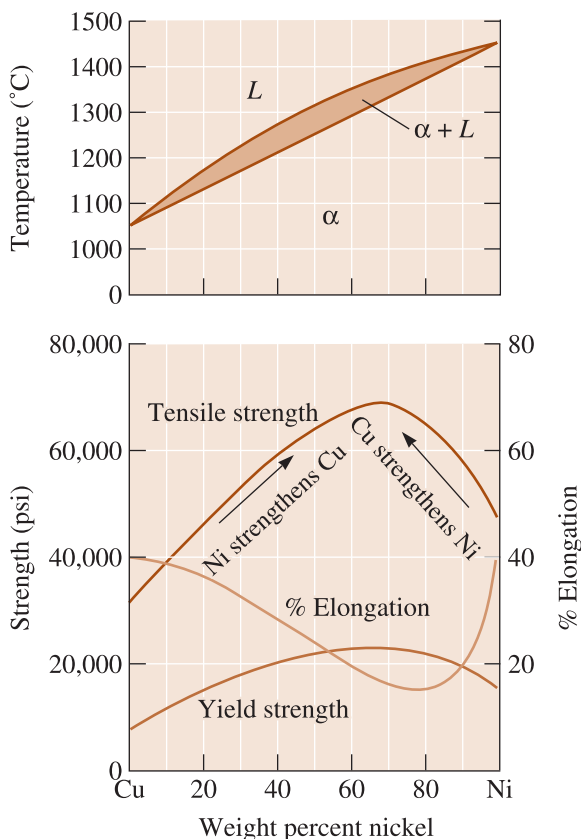 1500
1400
1300
1200
1100
1000
0
Temperature (˚C)
L
α + L
α
80,000
60,000
40,000
20,000
0
Strength (psi)
80
60
40
20
% Elongation
Tensile strength
Ni strengthens Cu
Cu strengthens Ni
% Elongation
Yield strength
Cu 20 40 60 80 Ni
Weight percent nickel